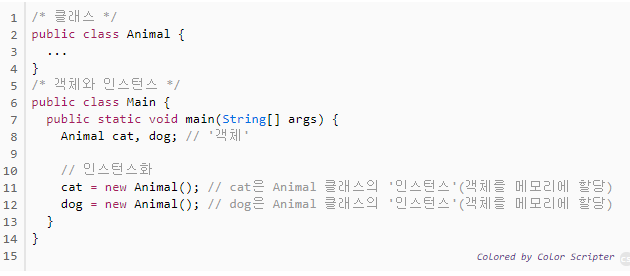 1 /* 클래스 */
2 public class Animal {
3 ...
4 }
5 /* 객체와 인스턴스 */
6 public class Main {
7 public static void main(String[] args) {
8 Animal cat, dog; // '객체'
9
10 // 인스턴스화
11 cat = new Animal(); // cat은 Animal 클래스의 '인스턴스'(객체를 메모리에 할당)
12 dog = new Animal(); // dog은 Animal 클래스의 '인스턴스'(객체를 메모리에 할당)
13 }
14 }
15
Colored by Color Scripter